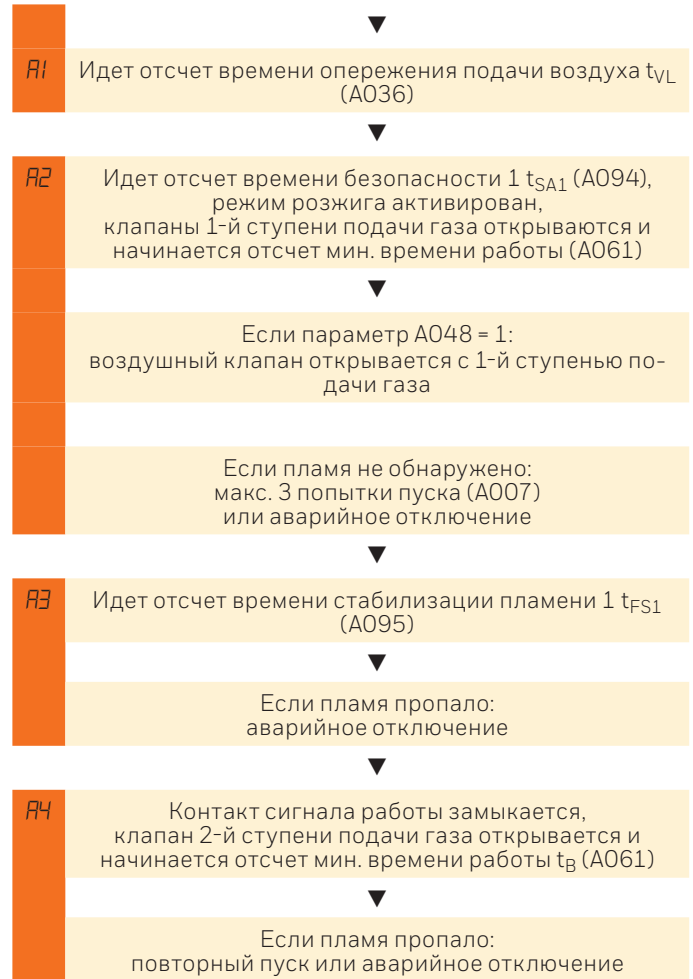 ▼
A1 Идет отсчет времени опережения подачи воздуха tVL
(A036)
▼
A2 Идет отсчет времени безопасности 1 tSA1 (A094),
режим розжига активирован,
клапаны 1-й ступени подачи газа открываются и
начинается отсчет мин. времени работы (A061)
▼
Если параметр A048 = 1:
воздушный клапан открывается с 1-й ступенью по-
дачи газа
Если пламя не обнаружено:
макс. 3 попытки пуска (A007)
или аварийное отключение
▼
A3 Идет отсчет времени стабилизации пламени 1 tFS1
(A095)
▼
Если пламя пропало:
аварийное отключение
▼
A4 Контакт сигнала работы замыкается,
клапан 2-й ступени подачи газа открывается и
начинается отсчет мин. времени работы tB (A061)
▼
Если пламя пропало:
повторный пуск или аварийное отключение